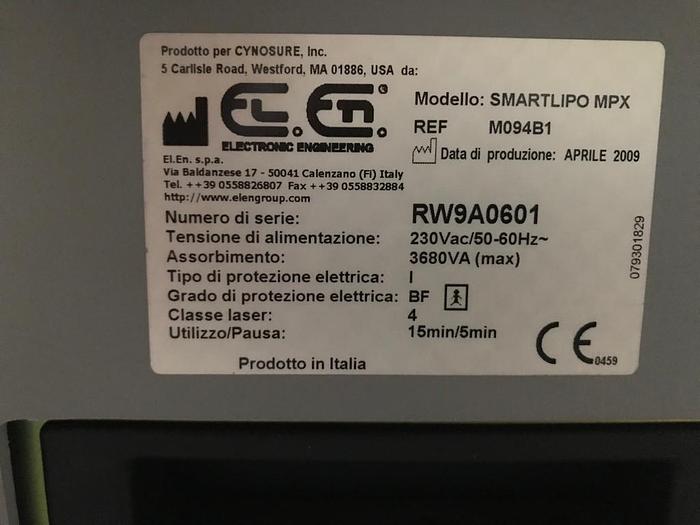 Prodotto per CYNOSURE, Inc.
5 Carlisle Road, Westford, MA 01886, USA da:
EL.En.
ELECTRONIC ENGINEERING
El.En. s.p.a.
Via Baldanzese 17 - 50041 Calenzano (Fi) Italy
Tel. ++39 0558826807 Fax ++39 0558832884
http://www.elengroup.com
Modello: SMARTLIPO MPX
REF M094B1
Data di produzione: APRILE 2009
Numero di serie: RW9A0601
Tensione di alimentazione: 230Vac/50-60Hz~
Assorbimento: 3680VA (max)
Tipo di protezione elettrica: I
Grado di protezione elettrica: BF
Classe laser: 4
Utilizzo/Pausa: 15min/5min
Prodotto in Italia
CE 0459
079301829